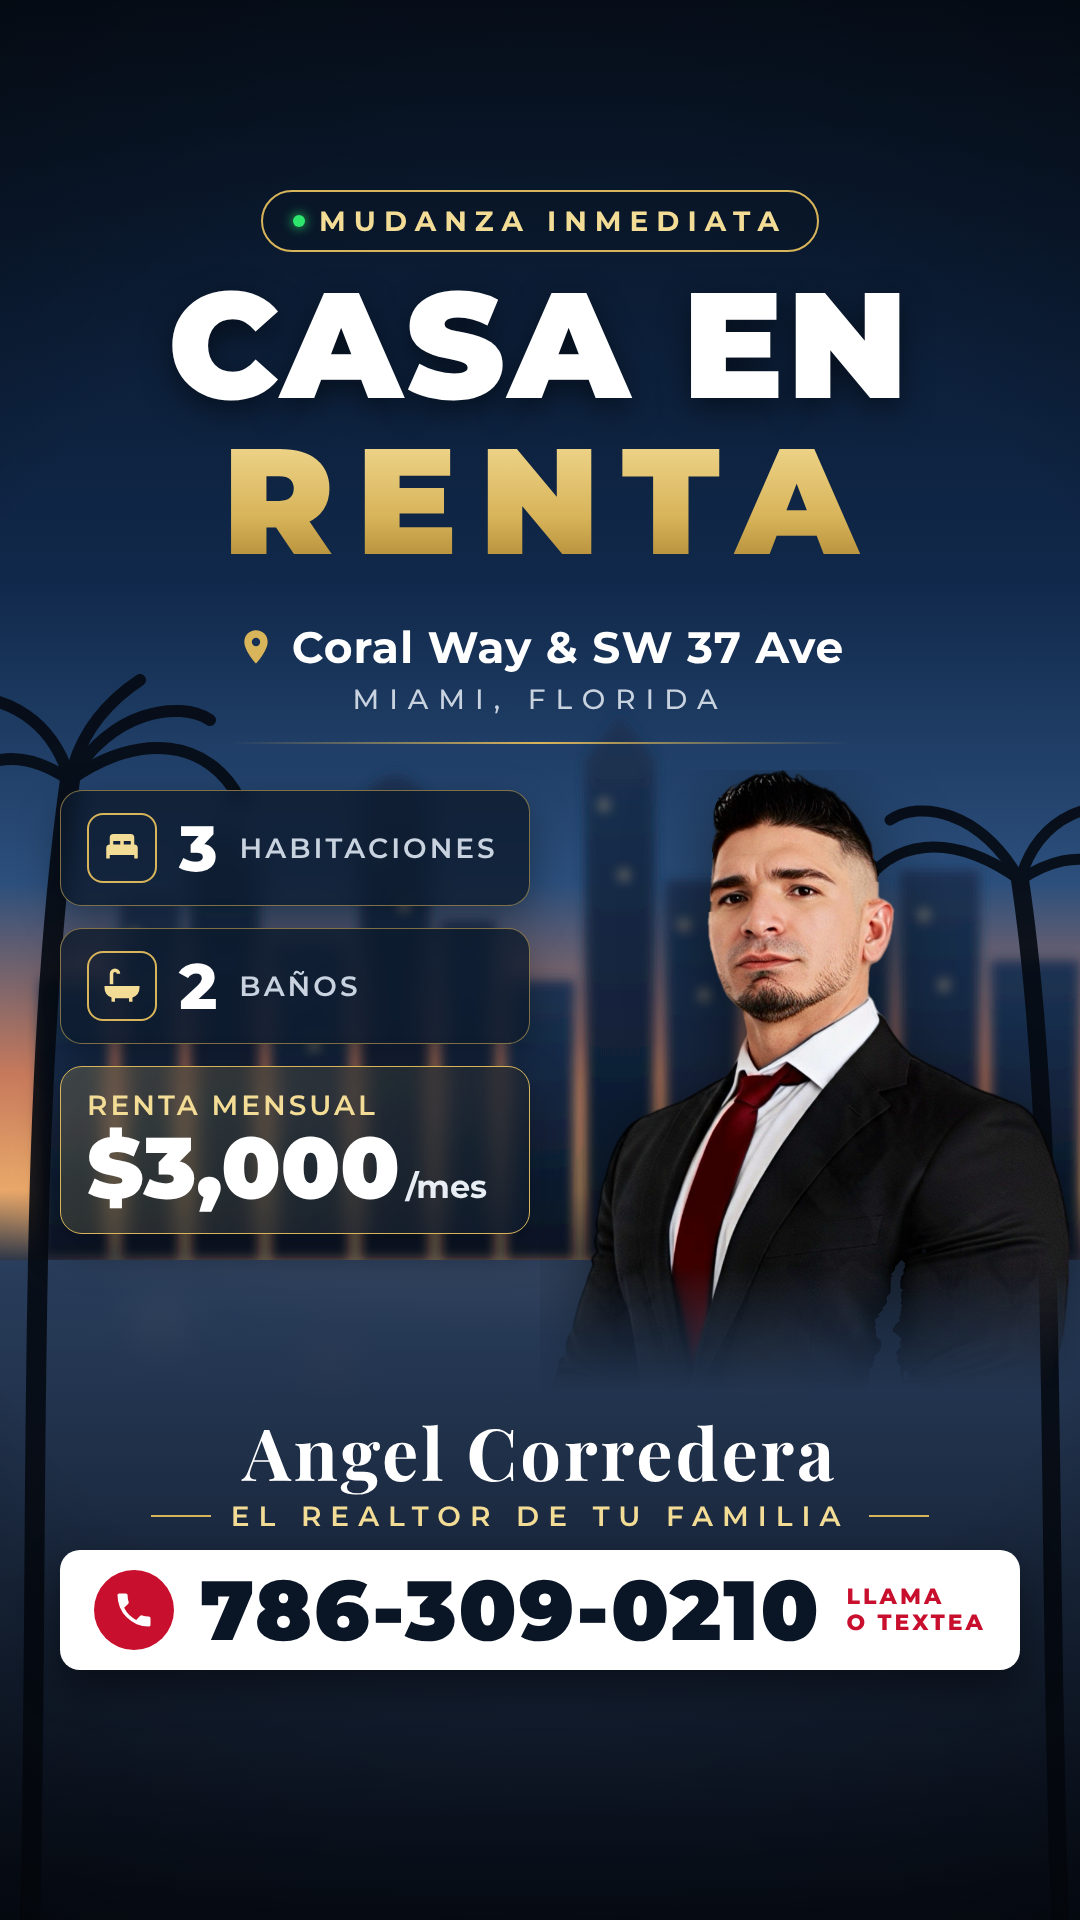 MUDANZA INMEDIATA
CASA EN
RENTA
Coral Way & SW 37 Ave
MIAMI, FLORIDA
3 HABITACIONES
2 BAÑOS
RENTA MENSUAL
$3,000 /mes
Angel Corredera
EL REALTOR DE TU FAMILIA
786-309-0210
LLAMA
O TEXTEA